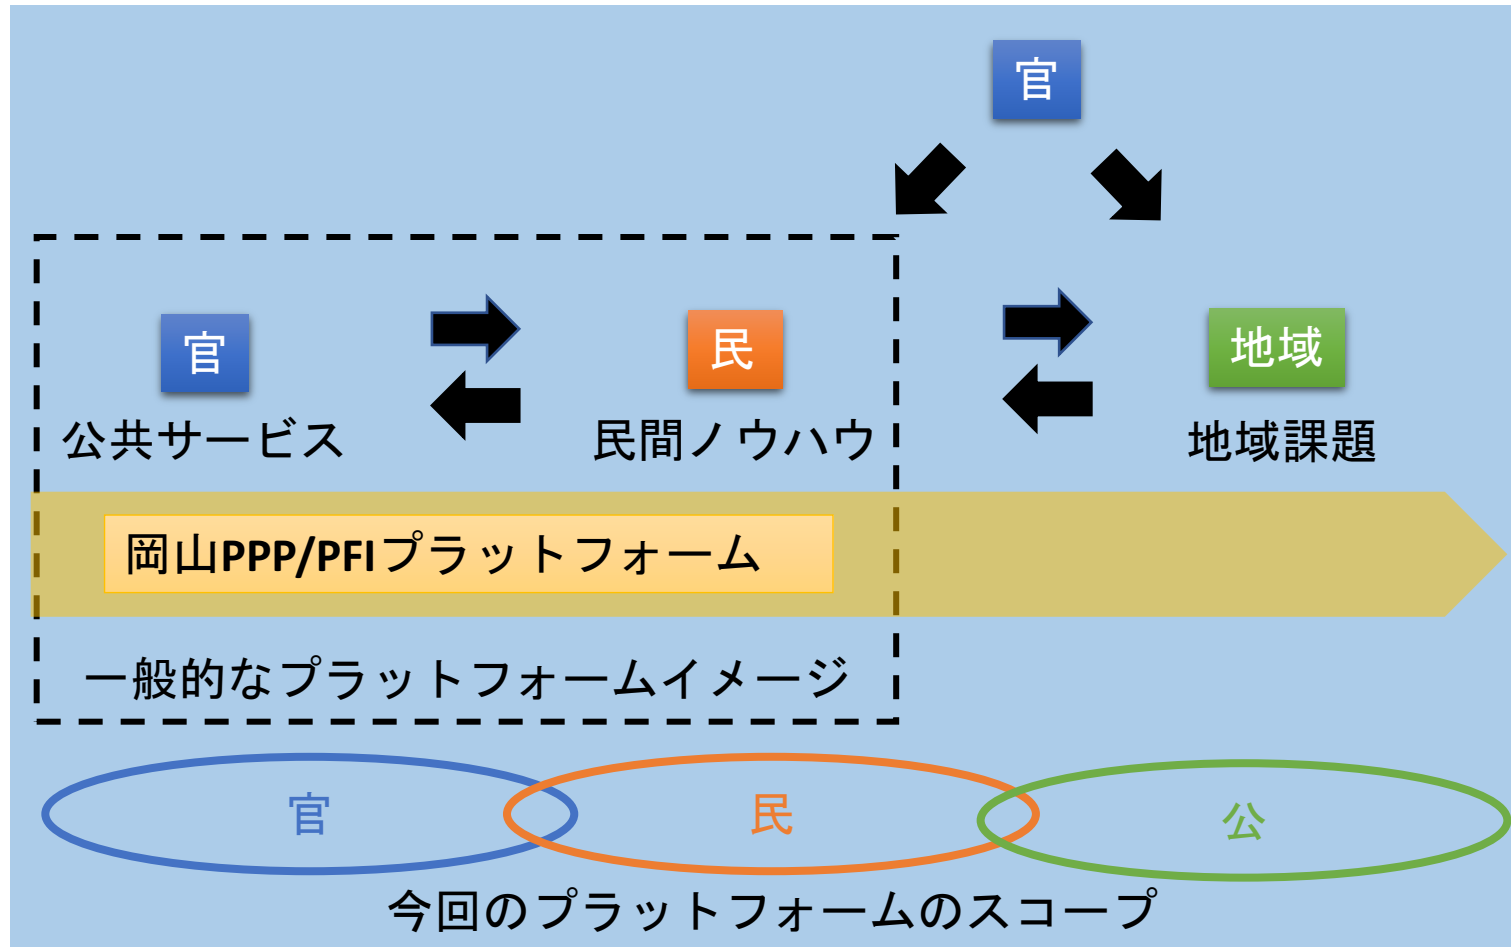 官
官
民
地域
公共サービス
民間ノウハウ
地域課題
岡山PPP/PFIプラットフォーム
一般的なプラットフォームイメージ
官
民
公
今回のプラットフォームのスコープ